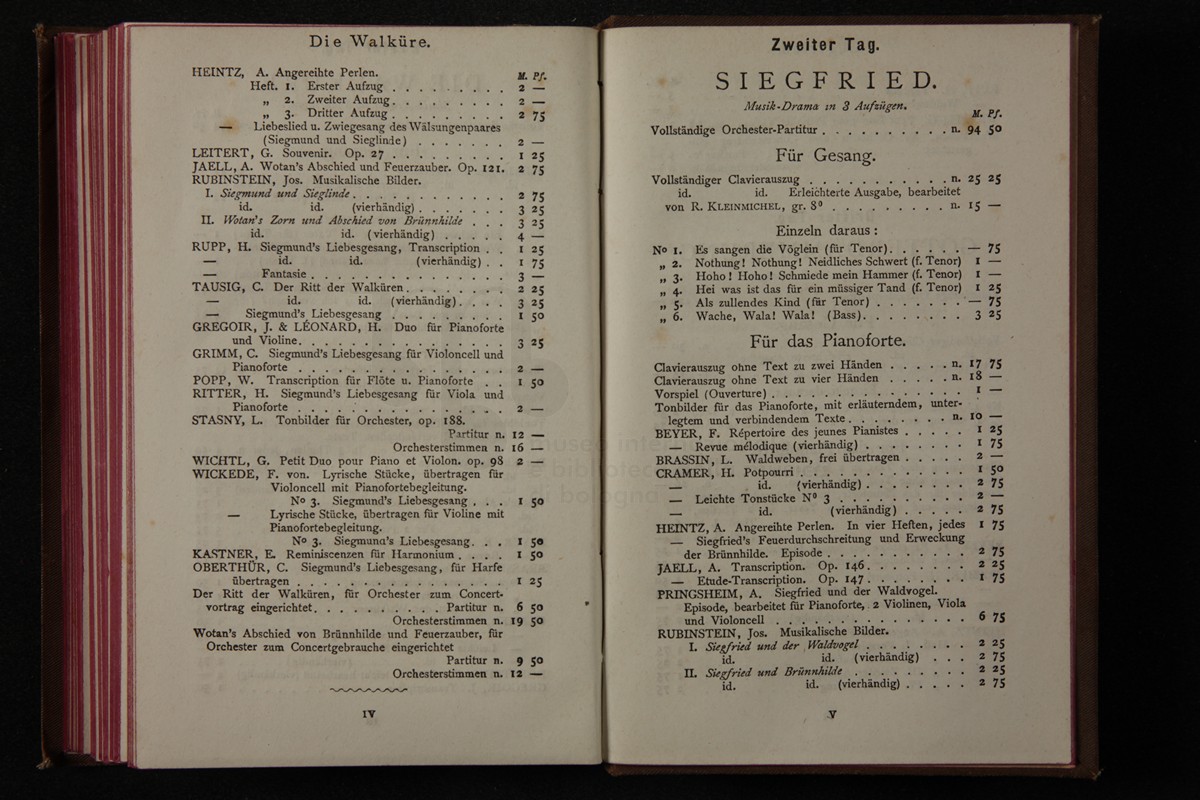 Die Walküre.
M. Pf.
HEINTZ, A. Angereihte Perlen.
Heft. 1. Erster Aufzug . . . . . . . . . 2 —
„ 2. Zweiter Aufzug . . . . . . . . 2 —
„ 3. Dritter Aufzug . . . . . . . . 2 75
— Liebeslied u. Zwiegesang des Wälsungenpaares
(Siegmund und Sieglinde) . . . . . . . 2 —
LEITERT, G. Souvenir. Op. 27 . . . . . . . . 1 25
JAELL, A. Wotan's Abschied und Feuerzauber. Op. 121. 2 75
RUBINSTEIN, Jos. Musikalische Bilder.
I. Siegmund und Sieglinde . . . . . . . . . . . 2 75
id. id. (vierhändig) . . . . . . . 3 25
II. Wotan's Zorn und Abschied von Brünnhilde . . . 3 25
id. id. (vierhändig) . . . . . 4 —
RUPP, H. Siegmund's Liebesgesang, Transcription . . 1 25
— id. id. (vierhändig) . . 1 75
— Fantasie . . . . . . . . . . . . . . 3 —
TAUSIG, C. Der Ritt der Walküren . . . . . . . 2 25
— id. id. (vierhändig) . . . . 3 25
— Siegmund's Liebesgesang . . . . . . . . 1 50
GREGOIR, J. & LÉONARD, H. Duo für Pianoforte
und Violine . . . . . . . . . . . . . . . 3 25
GRIMM, C. Siegmund's Liebesgesang für Violoncell und
Pianoforte . . . . . . . . . . . . . . . 2 —
POPP, W. Transcription für Flöte u. Pianoforte . . 1 50
RITTER, H. Siegmund's Liebesgesang für Viola und
Pianoforte . . . . . . . . . . . . . . . 2 —
STASNY, L. Tonbilder für Orchester, op. 188.
Partitur n. 12 —
Orchesterstimmen n. 16 —
WICHTL, G. Petit Duo pour Piano et Violon. op. 98 2 —
WICKEDE, F. von. Lyrische Stücke, übertragen für
Violoncell mit Pianofortebegleitung.
No 3. Siegmund's Liebesgesang . . . 1 50
— Lyrische Stücke, übertragen für Violine mit
Pianofortebegleitung.
No 3. Siegmund's Liebesgesang . . . 1 50
KASTNER, E. Reminiscenzen für Harmonium . . . . 1 50
OBERTHÜR, C. Siegmund's Liebesgesang, für Harfe
übertragen . . . . . . . . . . . . . . . 1 25
Der Ritt der Walküren, für Orchester zum Concert-
vortrag eingerichtet . . . . . . . . . . Partitur n. 6 50
Orchesterstimmen n. 19 50
Wotan's Abschied von Brünnhilde und Feuerzauber, für
Orchester zum Concertgebrauche eingerichtet
Partitur n. 9 50
Orchesterstimmen n. 12 —
IV
Zweiter Tag.
SIEGFRIED.
Musik-Drama in 3 Aufzügen.
M. Pf.
Vollständige Orchester-Partitur . . . . . . . . . . n. 94 50
Für Gesang.
Vollständiger Clavierauszug . . . . . . . . . . . n. 25 25
id. id. Erleichterte Ausgabe, bearbeitet
von R. KLEINMICHEL, gr. 8⁰ . . . . . . . . . n. 15 —
Einzeln daraus:
No 1. Es sangen die Vöglein (für Tenor) . . . . . . — 75
„ 2. Nothung! Nothung! Neidliches Schwert (f. Tenor) 1 —
„ 3. Hoho! Hoho! Schmiede mein Hammer (f. Tenor) 1 —
„ 4. Hei was ist das für ein müssiger Tand (f. Tenor) 1 25
„ 5. Als zullendes Kind (für Tenor) . . . . . . . — 75
„ 6. Wache, Wala! Wala! (Bass) . . . . . . . . 3 25
Für das Pianoforte.
Clavierauszug ohne Text zu zwei Händen . . . . . n. 17 75
Clavierauszug ohne Text zu vier Händen . . . . . n. 18 —
Vorspiel (Ouverture) . . . . . . . . . . . . . . 1 —
Tonbilder für das Pianoforte, mit erläuterndem, unter-
legtem und verbindendem Texte . . . . . . . . n. 10 —
BEYER, F. Répertoire des jeunes Pianistes . . . . . 1 25
— Revue mélodique (vierhändig) . . . . . . . . 1 75
BRASSIN, L. Waldweben, frei übertragen . . . . . 2 —
CRAMER, H. Potpourri . . . . . . . . . . . . . 1 50
— id. (vierhändig) . . . . . . . . 2 75
— Leichte Tonstücke N⁰ 3 . . . . . . . . . . 2 —
— id. (vierhändig) . . . . . 2 75
HEINTZ, A. Angereihte Perlen. In vier Heften, jedes 1 75
— Siegfried's Feuerdurchschreitung und Erweckung
der Brünnhilde. Episode . . . . . . . . . . . 2 75
JAELL, A. Transcription. Op. 146 . . . . . . . . 2 25
— Etude-Transcription. Op. 147 . . . . . . . . 1 75
PRINGSHEIM, A. Siegfried und der Waldvogel.
Episode, bearbeitet für Pianoforte, 2 Violinen, Viola
und Violoncell . . . . . . . . . . . . . . 6 75
RUBINSTEIN, Jos. Musikalische Bilder.
I. Siegfried und der Waldvogel . . . . . . . . 2 25
id. id. (vierhändig) . . . 2 75
II. Siegfried und Brünnhilde . . . . . . . . . 2 25
id. id. (vierhändig) . . . . . 2 75
V